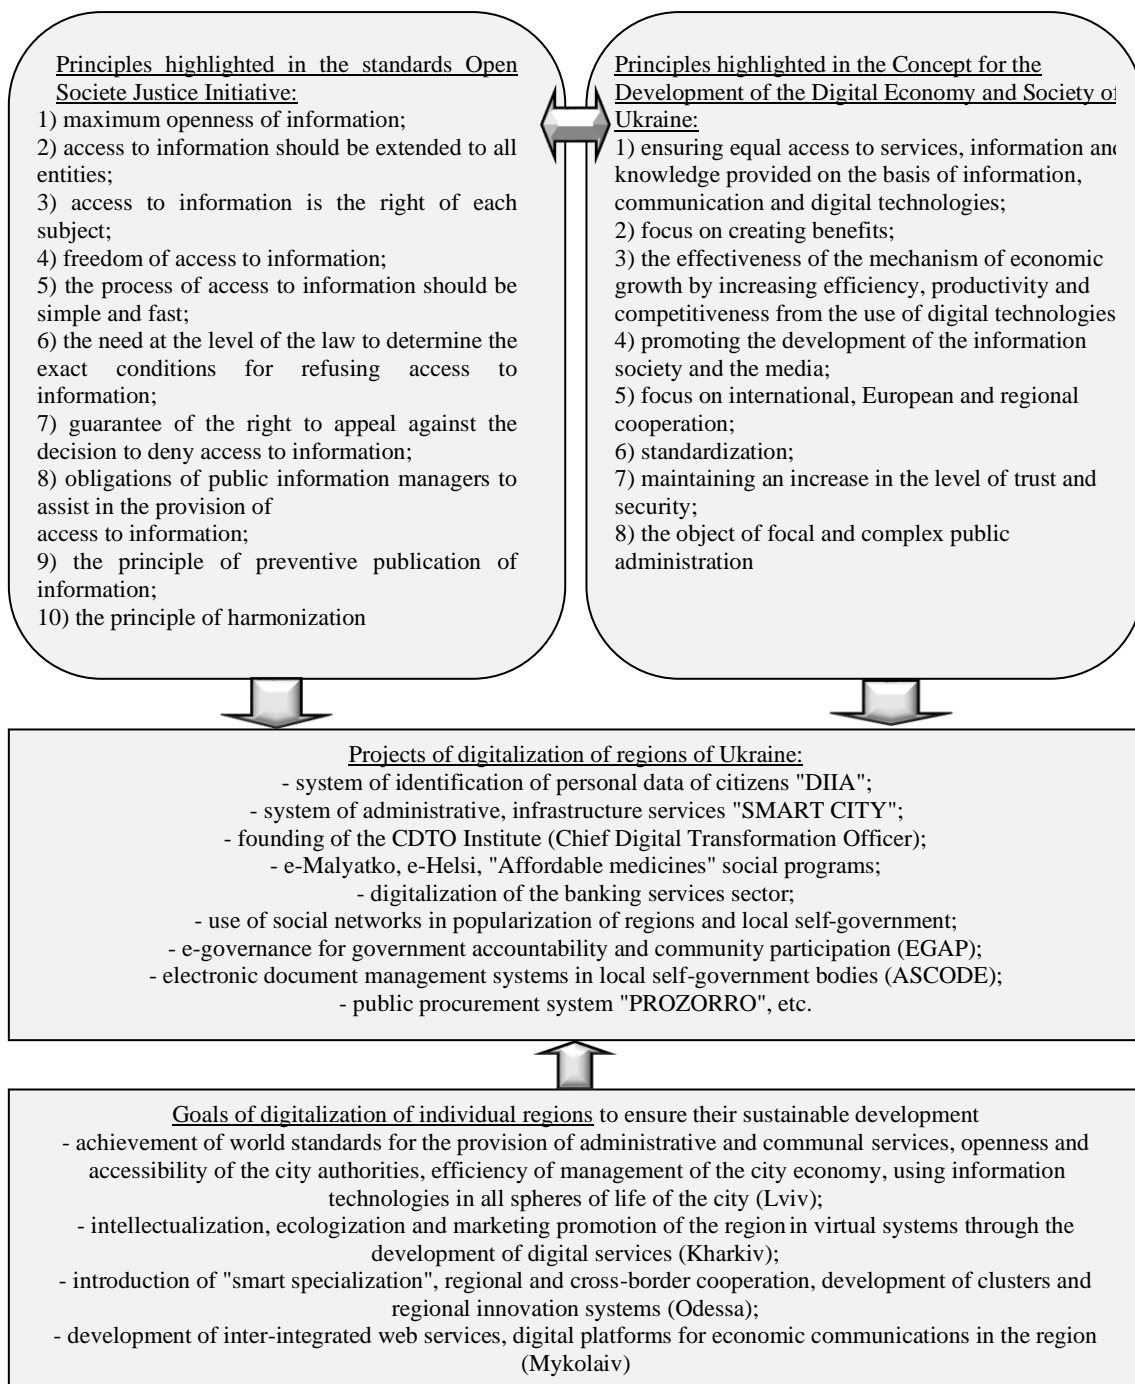 Principles highlighted in the standards Open
Societe Justice Initiative:
1) maximum openness of information;
2) access to information should be extended to all
entities;
3) access to information is the right of each
subject;
4) freedom of access to information;
5) the process of access to information should be
simple and fast;
6) the need at the level of the law to determine the
exact conditions for refusing access to
information;
7) guarantee of the right to appeal against the
decision to deny access to information;
8) obligations of public information managers to
assist in the provision of
access to information;
9) the principle of preventive publication of
information;
10) the principle of harmonization
Principles highlighted in the Concept for the
Development of the Digital Economy and Society of
Ukraine:
1) ensuring equal access to services, information and
knowledge provided on the basis of information,
communication and digital technologies;
2) focus on creating benefits;
3) the effectiveness of the mechanism of economic
growth by increasing efficiency, productivity and
competitiveness from the use of digital technologies
4) promoting the development of the information
society and the media;
5) focus on international, European and regional
cooperation;
6) standardization;
7) maintaining an increase in the level of trust and
security;
8) the object of focal and complex public
administration
Projects of digitalization of regions of Ukraine:
- system of identification of personal data of citizens "DIIA";
- system of administrative, infrastructure services "SMART CITY";
- founding of the CDTO Institute (Chief Digital Transformation Officer);
- e-Malyatko, e-Helsi, "Affordable medicines" social programs;
- digitalization of the banking services sector;
- use of social networks in popularization of regions and local self-government;
- e-governance for government accountability and community participation (EGAP);
- electronic document management systems in local self-government bodies (ASCODE);
- public procurement system "PROZORRO", etc.
Goals of digitalization of individual regions to ensure their sustainable development
- achievement of world standards for the provision of administrative and communal services, openness and
accessibility of the city authorities, efficiency of management of the city economy, using information
technologies in all spheres of life of the city (Lviv);
- intellectualization, ecologization and marketing promotion of the region in virtual systems through the
development of digital services (Kharkiv);
- introduction of "smart specialization", regional and cross-border cooperation, development of clusters and
regional innovation systems (Odessa);
- development of inter-integrated web services, digital platforms for economic communications in the region
(Mykolaiv)